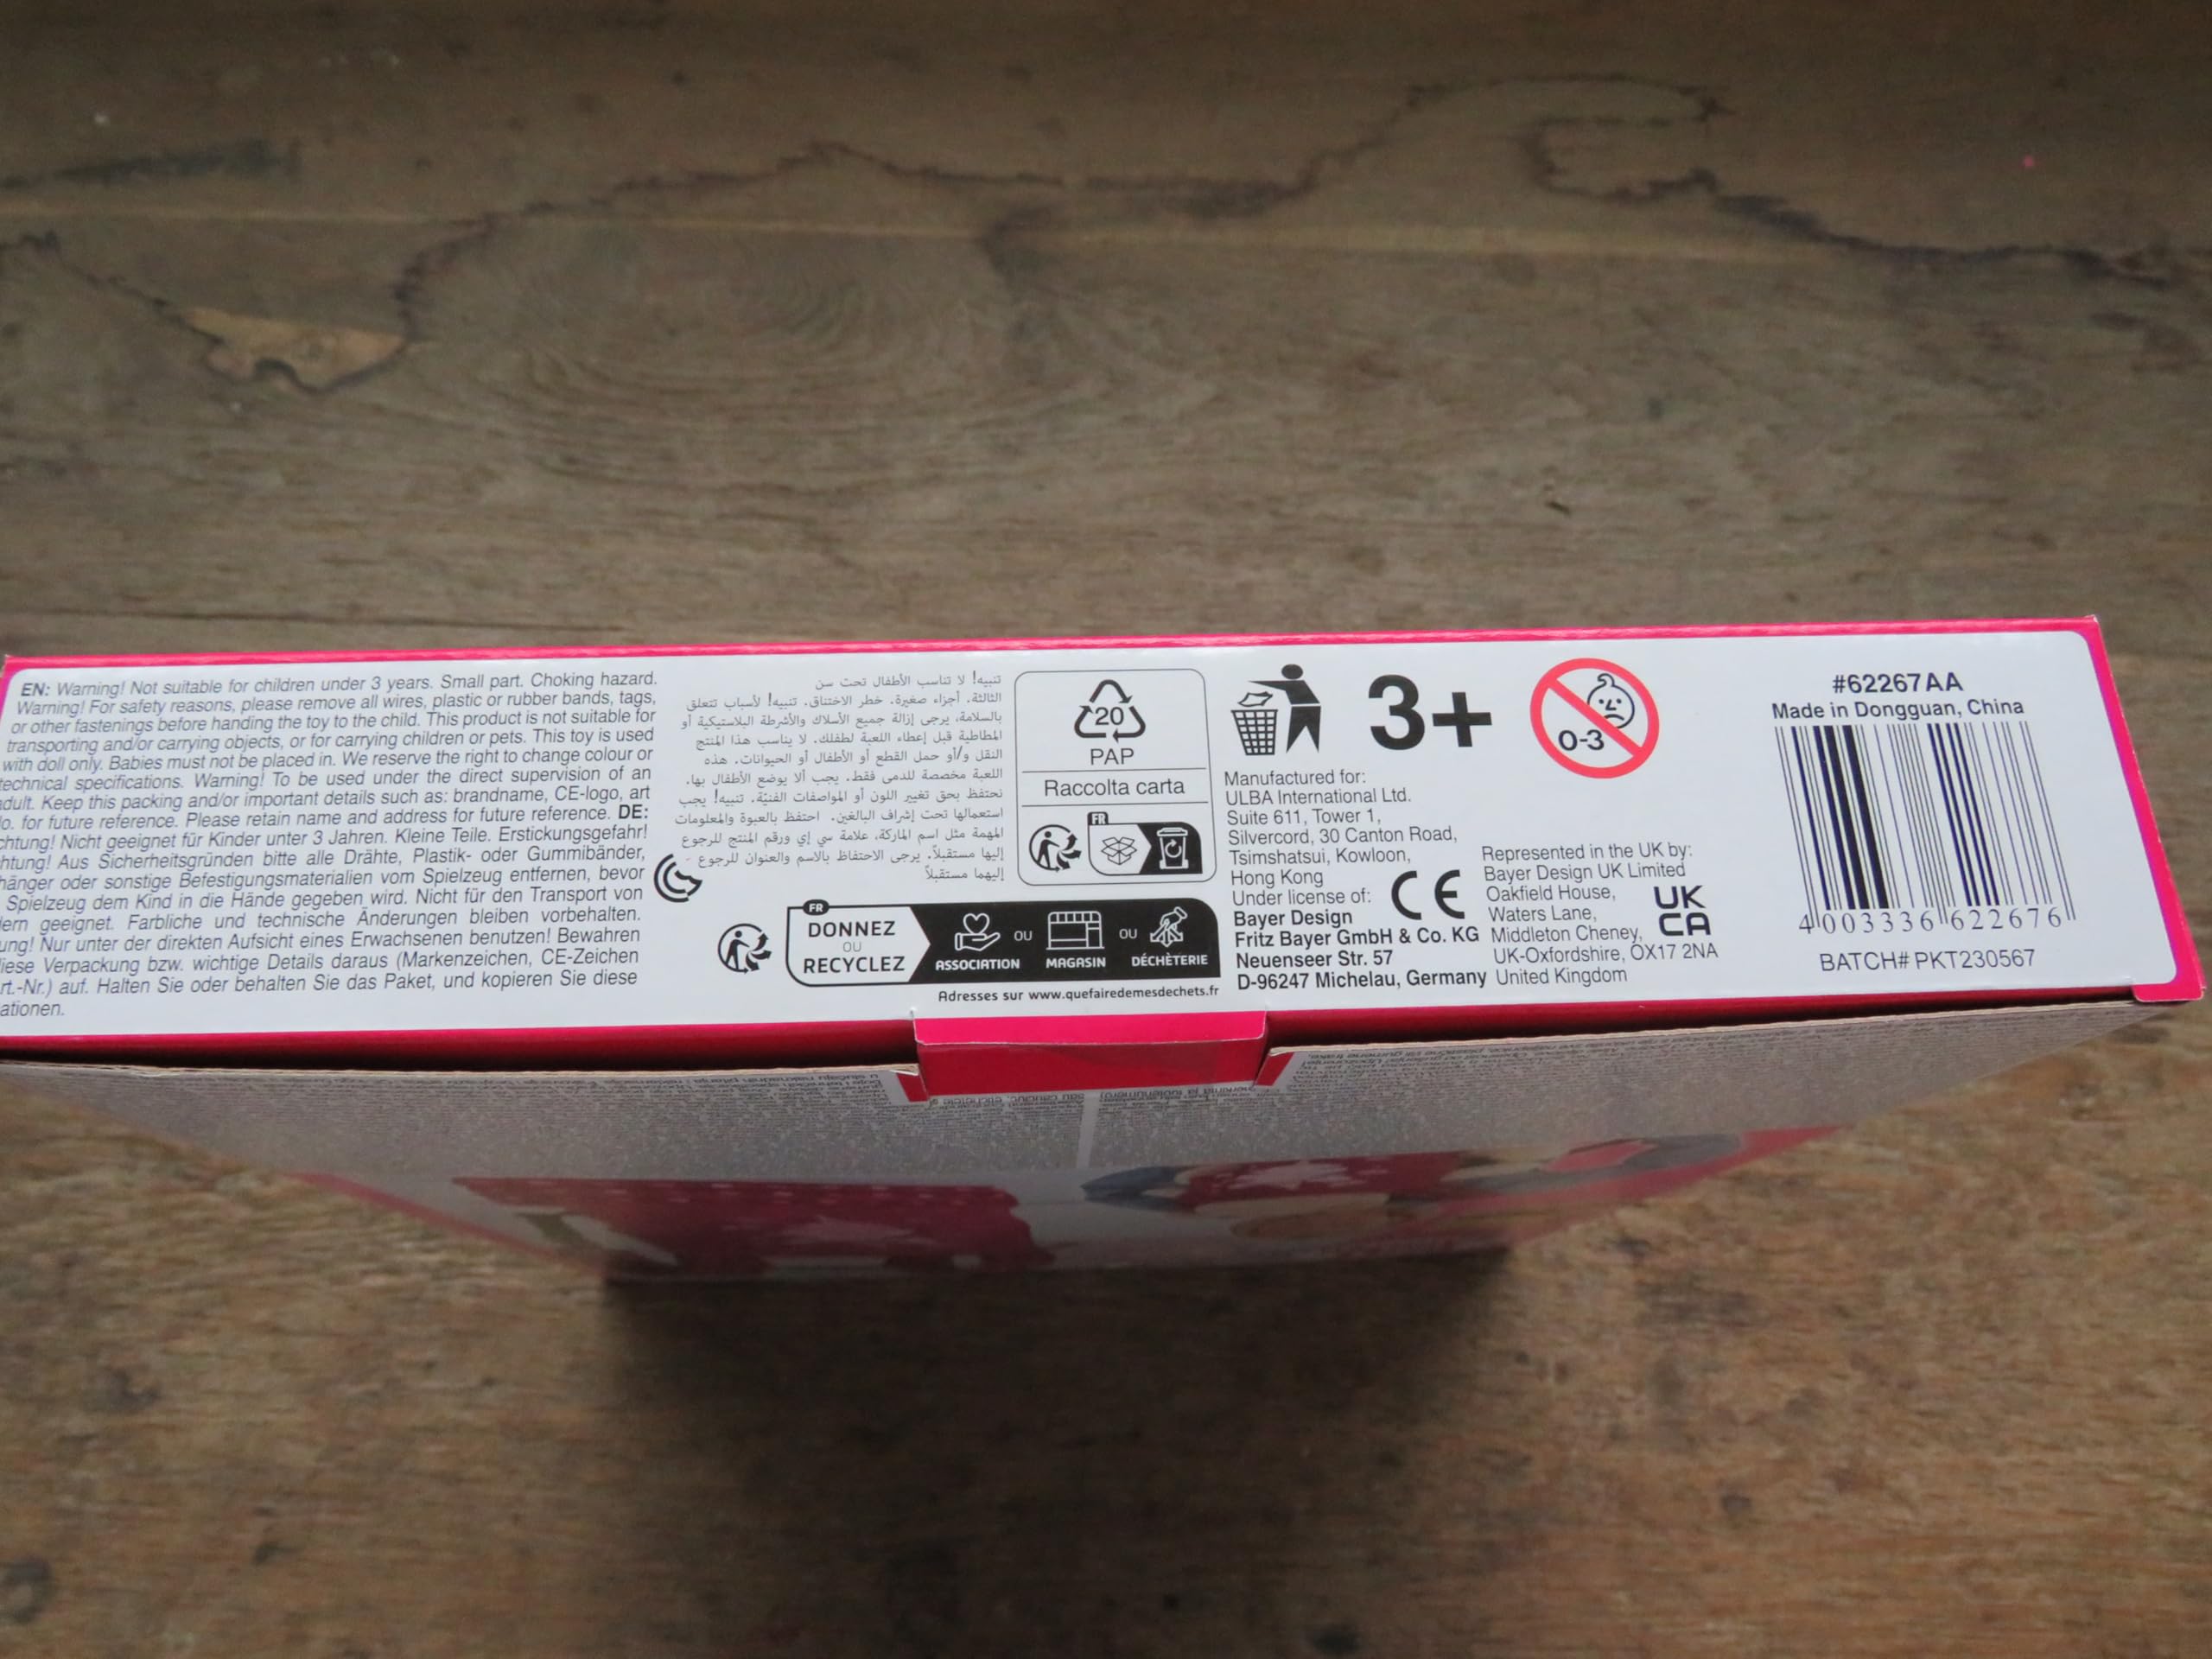 EN: Warning! Not suitable for children under 3 years. Small part. Choking hazard.
Warning! For safety reasons, please remove all wires, plastic or rubber bands, tags,
or other fastenings before handing the toy to the child. This product is not suitable for
transporting and/or carrying objects, or for carrying children or pets. This toy is used
with doll only. Babies must not be placed in. We reserve the right to change colour or
technical specifications. Warning! To be used under the direct supervision of an
adult. Keep this packing and/or important details such as: brandname, CE-logo, art
for future reference. Please retain name and address for future reference. DE:
Nicht geeignet für Kinder unter 3 Jahren. Kleine Teile. Erstickungsgefahr!
Aus Sicherheitsgründen bitte alle Drähte, Plastik- oder Gummibänder,
oder sonstige Befestigungsmaterialien vom Spielzeug entfernen, bevor
Spielzeug dem Kind in die Hände gegeben wird. Nicht für den Transport von
geeignet. Farbliche und technische Änderungen bleiben vorbehalten.
Nur unter der direkten Aufsicht eines Erwachsenen benutzen! Bewahren
diese Verpackung bzw. wichtige Details daraus (Markenzeichen, CE-Zeichen
rt.-Nr.) auf. Halten Sie oder behalten Sie das Paket, und kopieren Sie diese
ationen.
تنبيه! لا تناسب الأطفال تحت سن
الثالثة. أجزاء صغيرة. خطر الاختناق. تنبيه! لأسباب تتعلق
بالسلامة، يرجى إزالة جميع الأسلاك والأشرطة البلاستيكية أو
المطاطية قبل إعطاء اللعبة لطفلك. لا يناسب هذا المنتج
النقل و/أو حمل القطع أو الأطفال أو الحيوانات. هذه
اللعبة مخصصة للدمى فقط. يجب ألا يوضع الأطفال بها.
نحتفظ بحق تغيير اللون أو المواصفات الفنيّة. تنبيه! يجب
استعمالها تحت إشراف البالغين. احتفظ بالعبوة والمعلومات
المهمة مثل اسم الماركة، علامة سي إي ورقم المنتج للرجوع
إليها مستقبلاً. يرجى الاحتفاظ بالاسم والعنوان للرجوع
إليهما مستقبلاً
FR
DONNEZ
OU
RECYCLEZ
ASSOCIATION
OU
MAGASIN
OU
DÉCHÈTERIE
Adresses sur www.quefairedemesdechets.fr
20
PAP
Raccolta carta
FR
3+
0-3
Manufactured for:
ULBA International Ltd.
Suite 611, Tower 1,
Silvercord, 30 Canton Road,
Tsimshatsui, Kowloon,
Hong Kong
Under license of:
Bayer Design
Fritz Bayer GmbH & Co. KG
Neuenseer Str. 57
D-96247 Michelau, Germany
CE
Represented in the UK by:
Bayer Design UK Limited
Oakfield House,
Waters Lane,
Middleton Cheney,
UK-Oxfordshire, OX17 2NA
United Kingdom
UK
CA
#62267AA
Made in Dongguan, China
4 003336 622676
BATCH# PKT230567